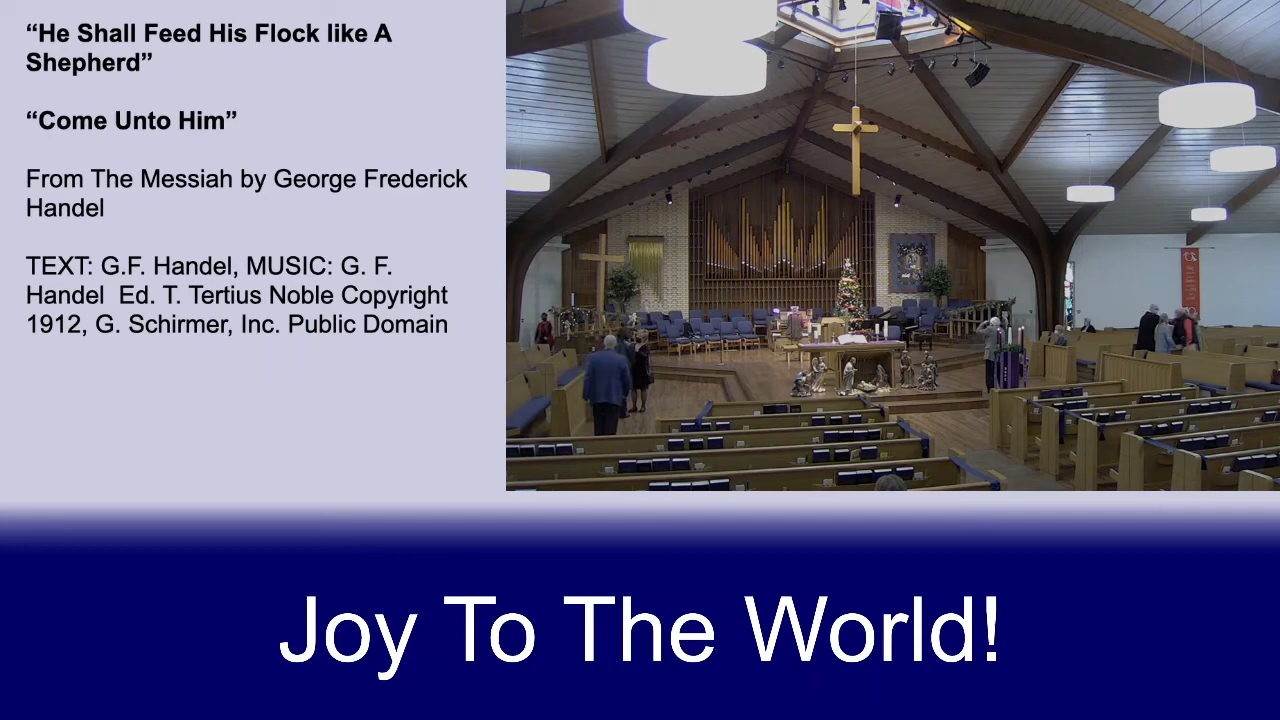 “He Shall Feed His Flock like A
Shepherd”
“Come Unto Him”
From The Messiah by George Frederick
Handel
TEXT: G.F. Handel, MUSIC: G. F.
Handel  Ed. T. Tertius Noble Copyright
1912, G. Schirmer, Inc. Public Domain
Joy To The World!